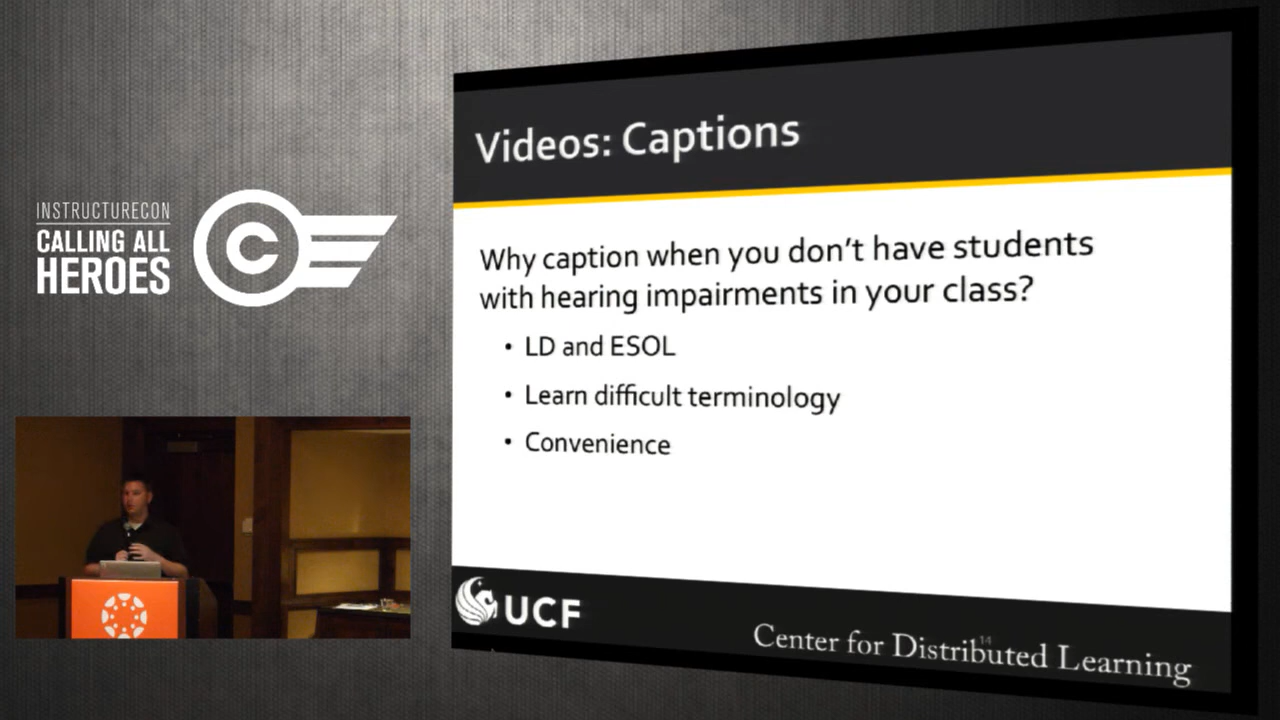 INSTRUCTURECON
CALLING ALL
HEROES
C
Videos: Captions
Why caption when you don't have students
with hearing impairments in your class?
• LD and ESOL
• Learn difficult terminology
• Convenience
UCF
Center for Distributed Learning
14